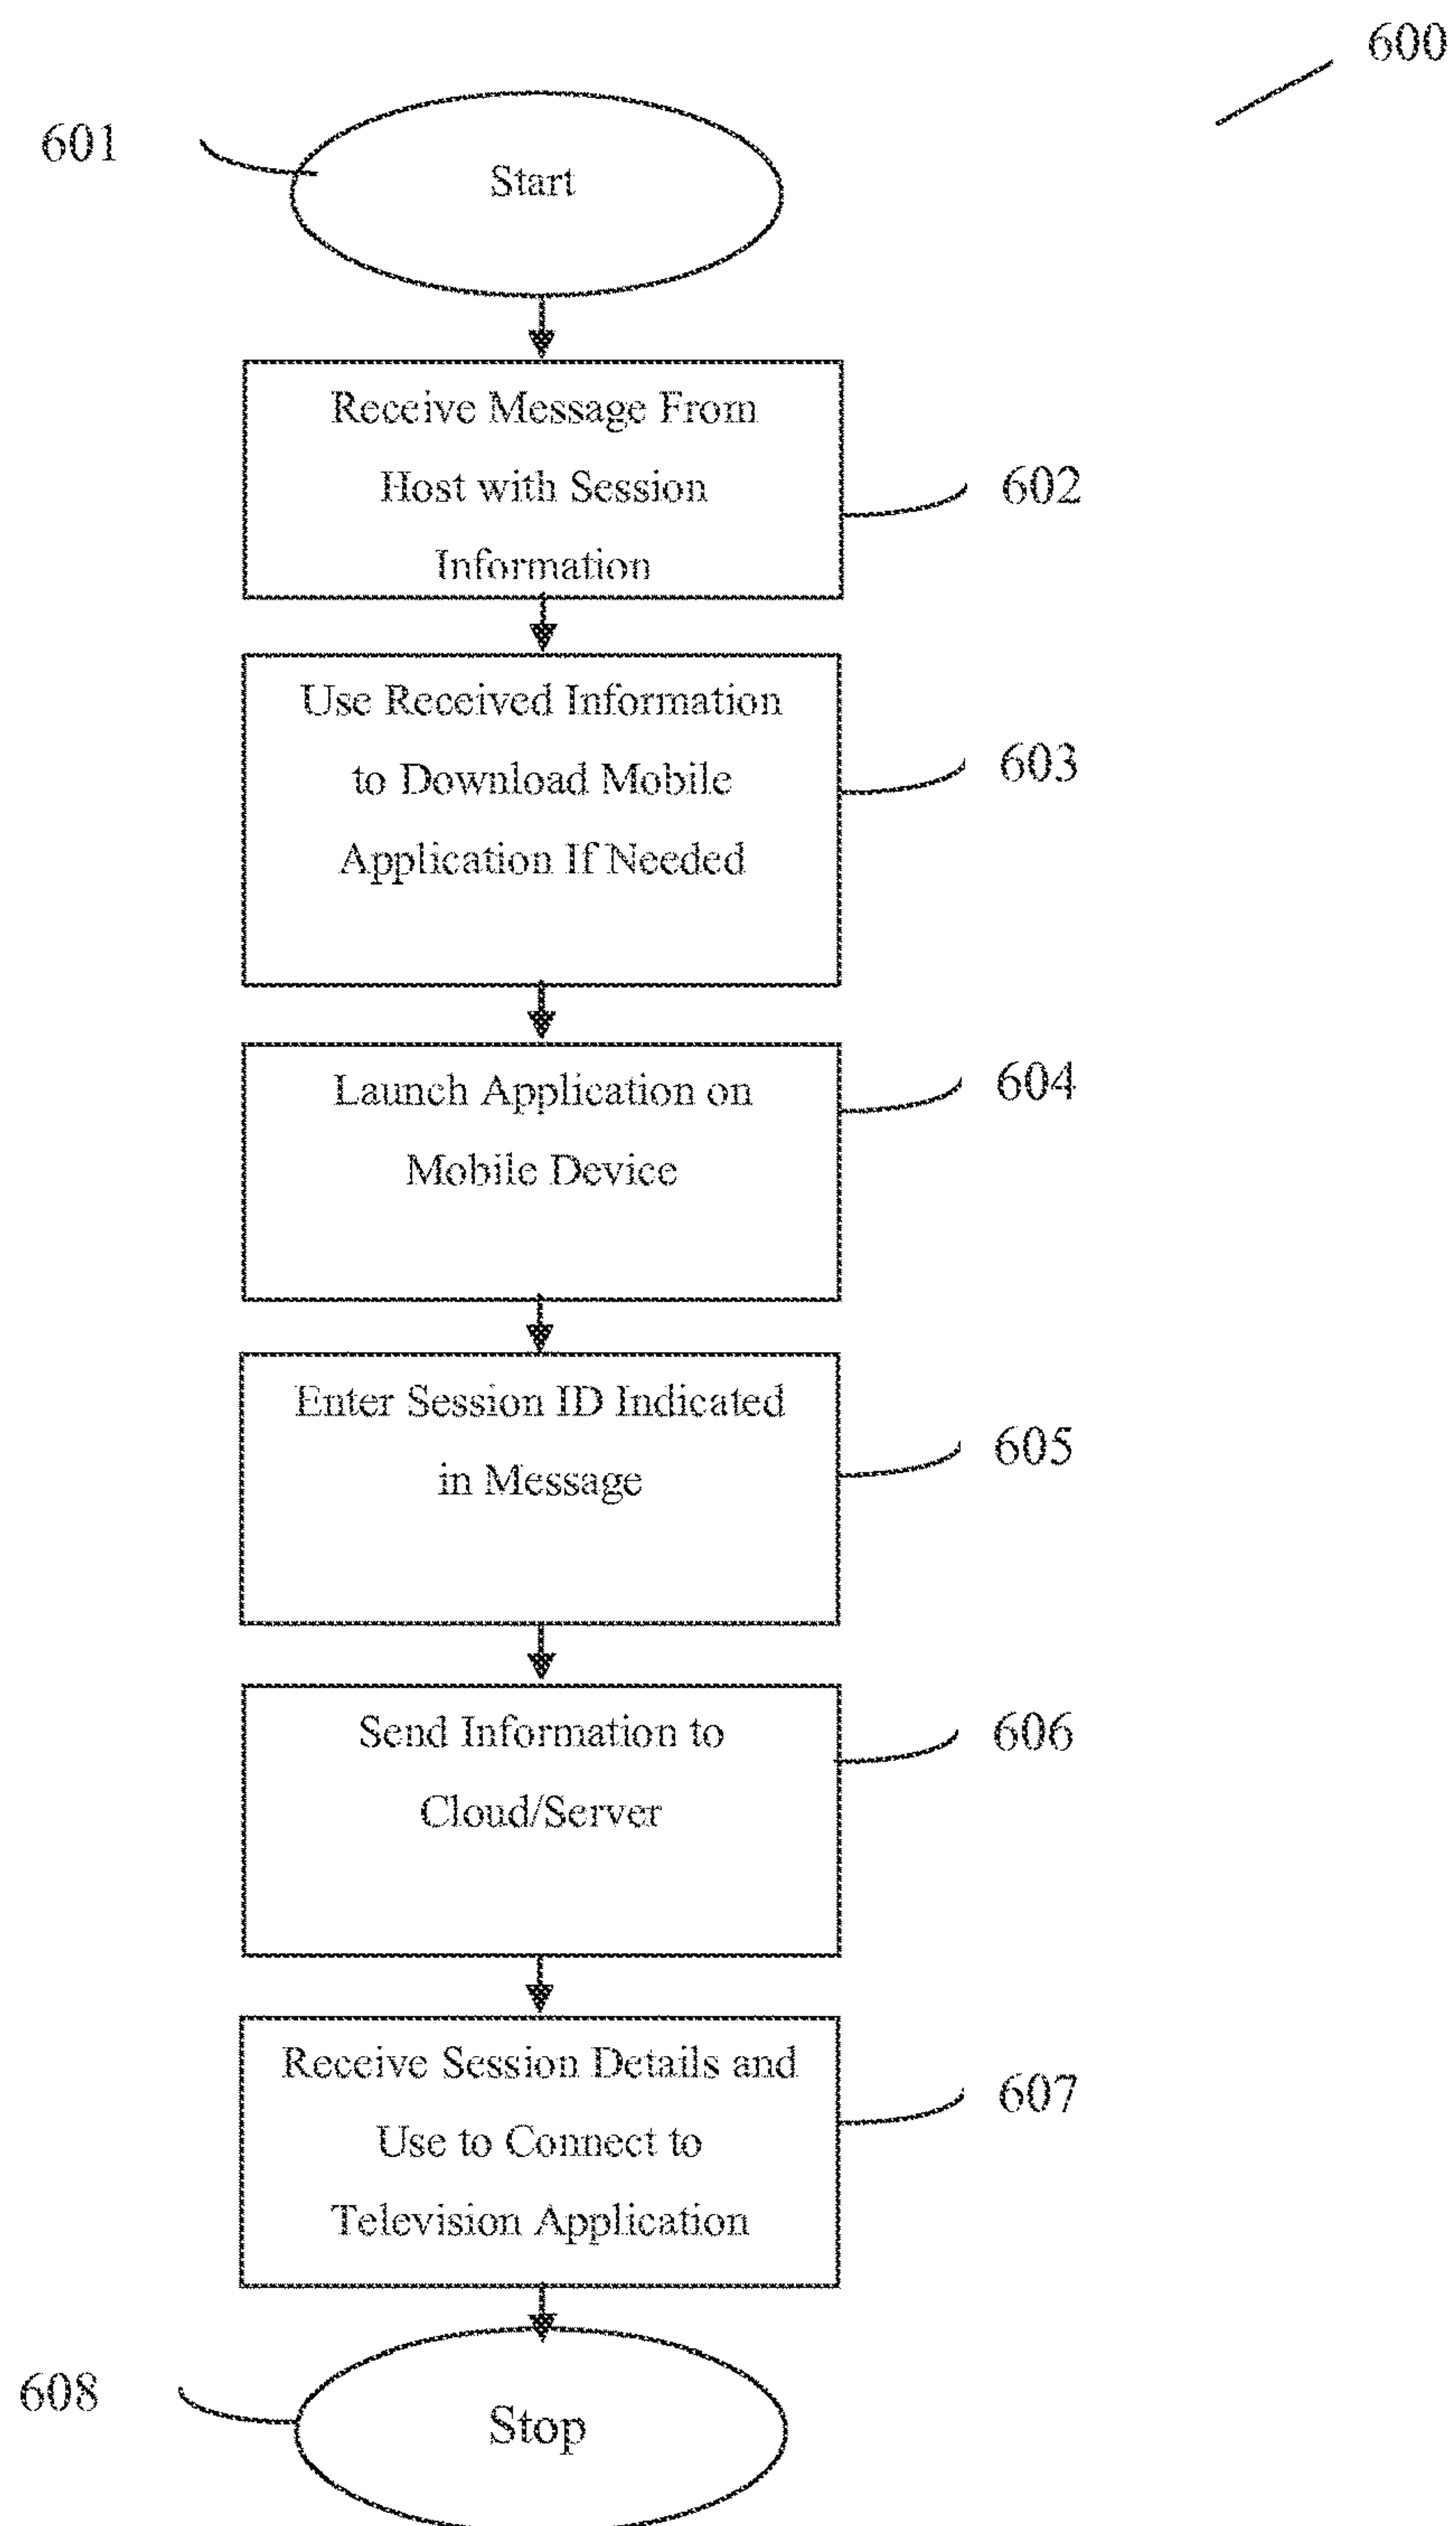 600
601
Start
Receive Message From
Host with Session
Information
602
Use Received Information
to Download Mobile
Application If Needed
603
Launch Application on
Mobile Device
604
Enter Session ID Indicated
in Message
605
Send Information to
Cloud/Server
606
Receive Session Details and
Use to Connect to
Television Application
607
608
Stop